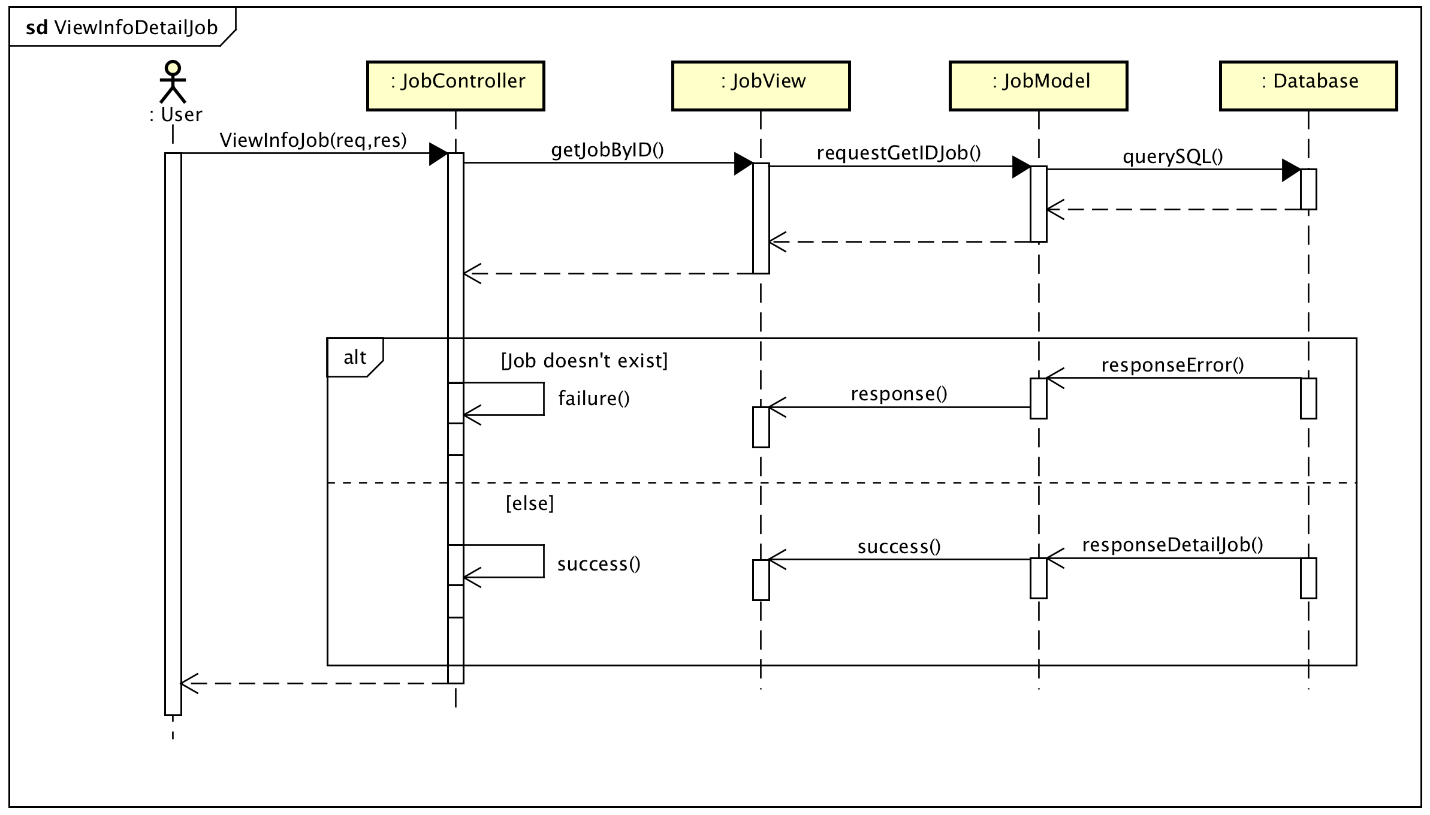 sd ViewInfoDetailJob
: User
: JobController
: JobView
: JobModel
: Database
ViewInfoJob(req,res)
getJobByID()
requestGetIDJob()
querySQL()
alt
[Job doesn't exist]
responseError()
failure()
response()
[else]
success()
success()
responseDetailJob()